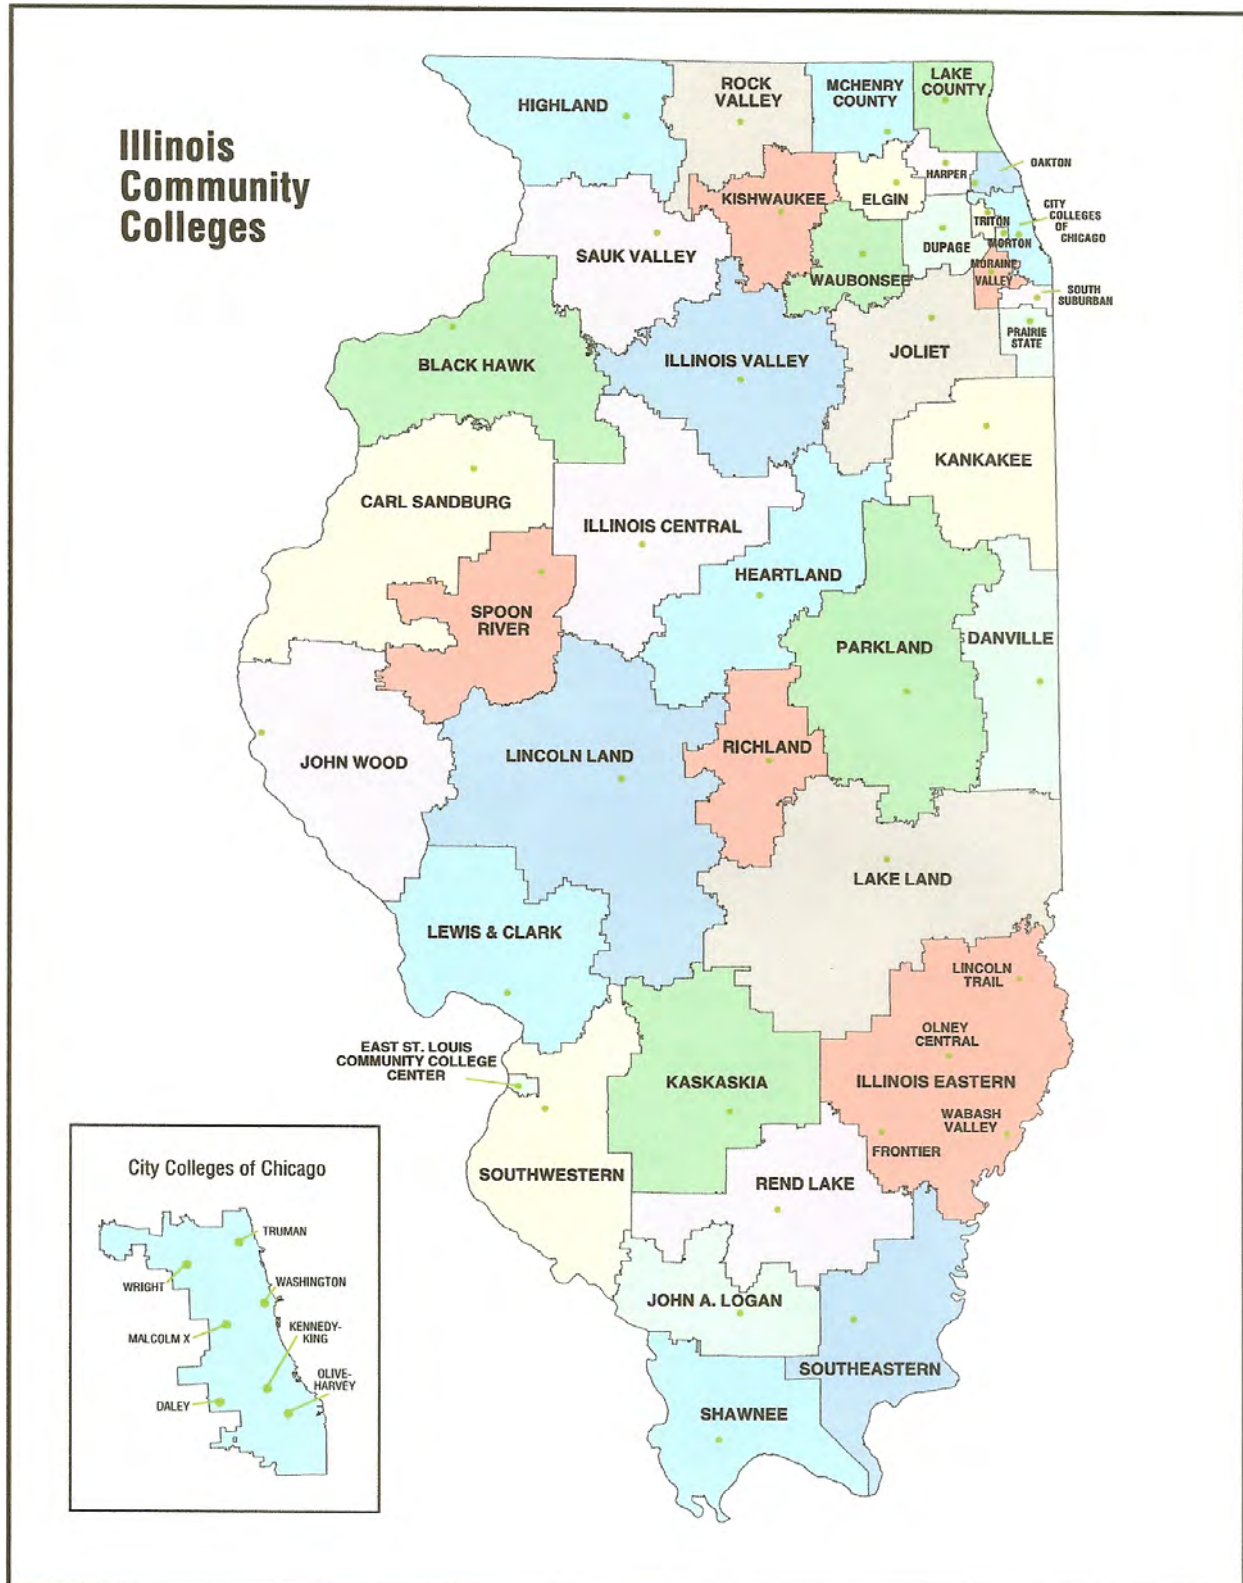 Illinois
Community
Colleges
HIGHLAND
ROCK
VALLEY
MCHENRY
COUNTY
LAKE
COUNTY
HARPER
OAKTON
KISHWAUKEE
ELGIN
CITY
COLLEGES
OF
CHICAGO
TRITON
MORTON
DUPAGE
SAUK VALLEY
WAUBONSEE
MORAINE
VALLEY
SOUTH
SUBURBAN
PRAIRIE
STATE
BLACK HAWK
ILLINOIS VALLEY
JOLIET
KANKAKEE
CARL SANDBURG
ILLINOIS CENTRAL
HEARTLAND
SPOON
RIVER
PARKLAND
DANVILLE
JOHN WOOD
LINCOLN LAND
RICHLAND
LAKE LAND
LEWIS & CLARK
LINCOLN
TRAIL
OLNEY
CENTRAL
EAST ST. LOUIS
COMMUNITY COLLEGE
CENTER
KASKASKIA
ILLINOIS EASTERN
WABASH
VALLEY
FRONTIER
SOUTHWESTERN
REND LAKE
JOHN A. LOGAN
SOUTHEASTERN
SHAWNEE
City Colleges of Chicago
TRUMAN
WRIGHT
WASHINGTON
MALCOLM X
KENNEDY-
KING
OLIVE-
HARVEY
DALEY